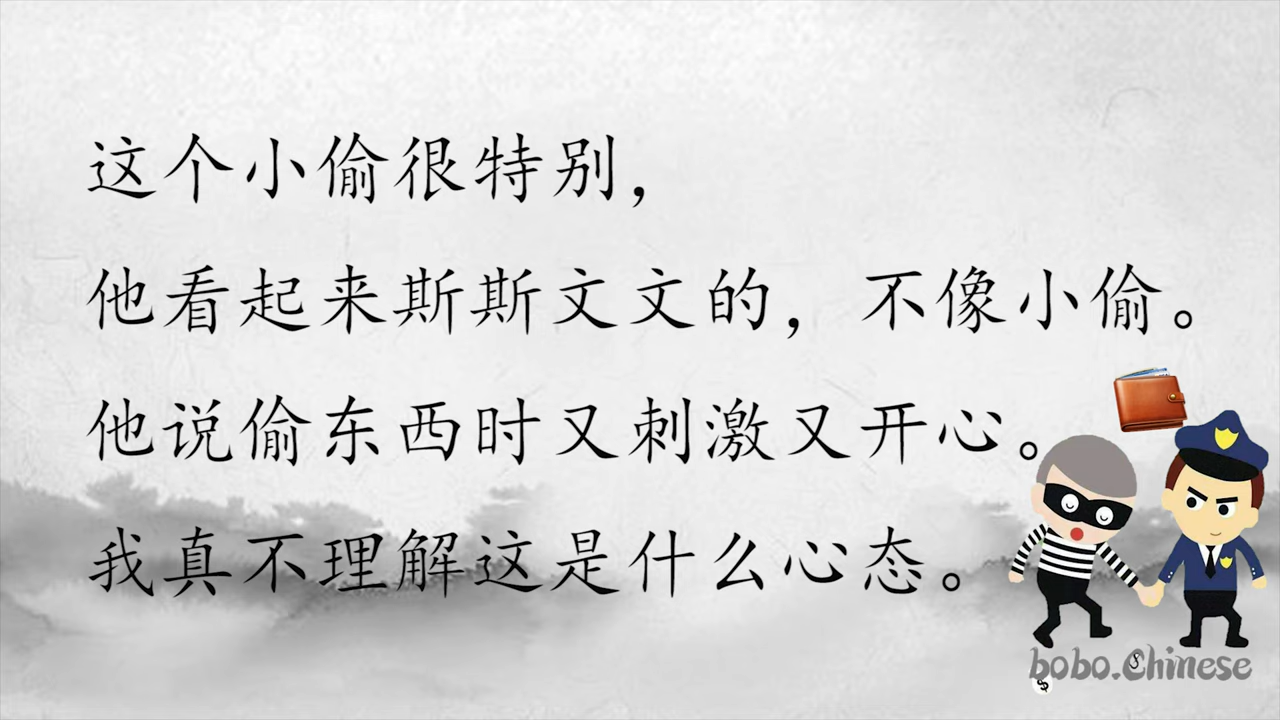 这个小偷很特别，
他看起来斯斯文文的，不像小偷。
他说偷东西时又刺激又开心。
我真不理解这是什么心态。
bobo.Chinese